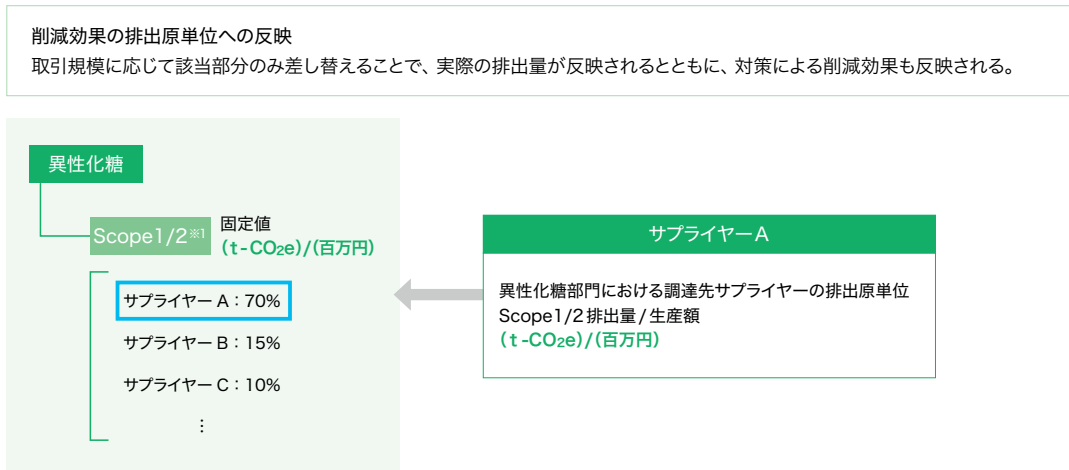 削減効果の排出原単位への反映
取引規模に応じて該当部分のみ差し替えることで、実際の排出量が反映されるとともに、対策による削減効果も反映される。
異性化糖
Scope1/2※1
固定値
(t-CO2e)/(百万円)
サプライヤー A：70%
サプライヤー B：15%
サプライヤー C：10%
⋮
サプライヤーA
異性化糖部門における調達先サプライヤーの排出原単位
Scope1/2排出量/生産額
(t-CO2e)/(百万円)